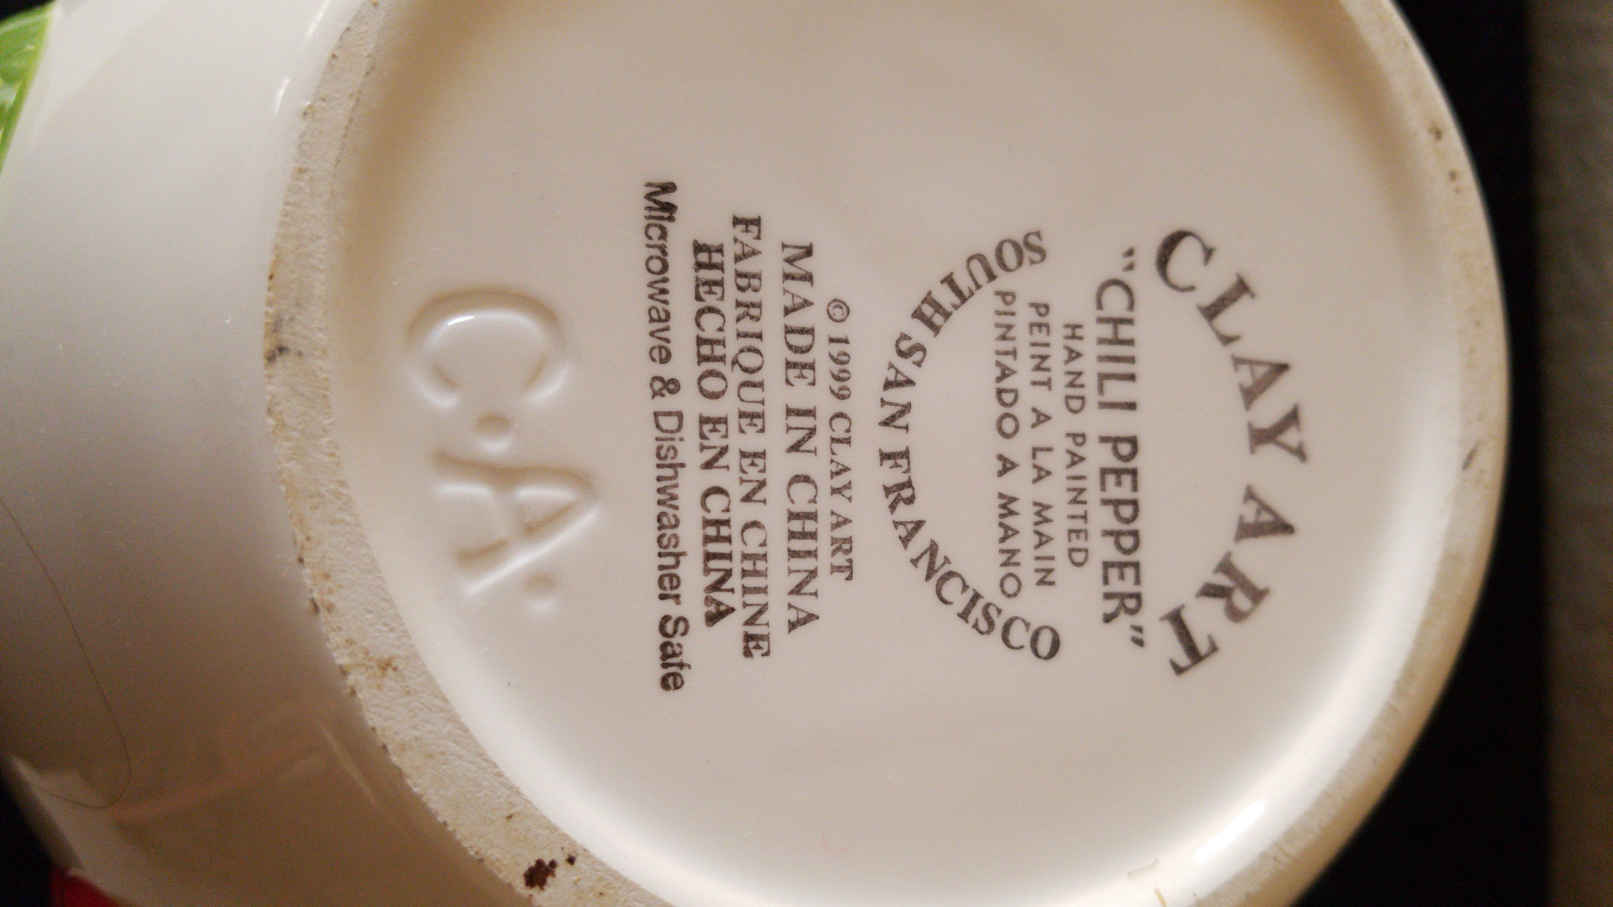 CLAY ART
"CHILI PEPPER"
HAND PAINTED
PEINT A LA MAIN
PINTADO A MANO
SOUTH SAN FRANCISCO
© 1999 CLAY ART
MADE IN CHINA
FABRIQUE EN CHINE
HECHO EN CHINA
Microwave & Dishwasher Safe
C.A.